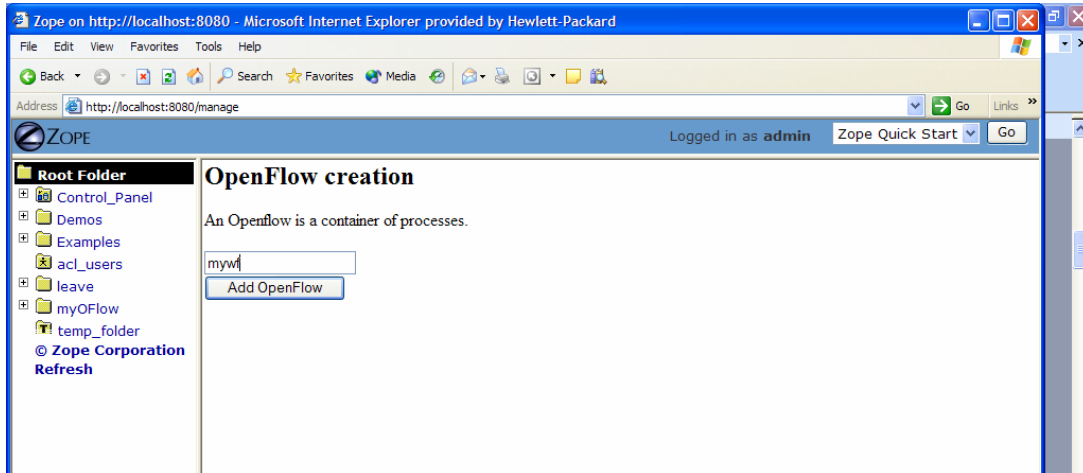 Zope on http://localhost:8080 - Microsoft Internet Explorer provided by Hewlett-Packard
File Edit View Favorites Tools Help
Back Search Favorites Media
Address http://localhost:8080/manage Go Links »
ZOPE Logged in as admin Zope Quick Start Go
Root Folder
Control_Panel
Demos
Examples
acl_users
leave
myOFlow
temp_folder
© Zope Corporation
Refresh
OpenFlow creation
An Openflow is a container of processes.
mywf
Add OpenFlow